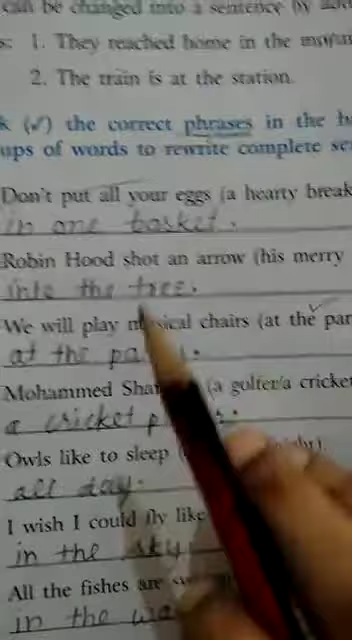 can be changed into a sentence by
1. They reached home in the
2. The train is at the station.
(✓) the correct phrases in the
ups of words to rewrite complete
Don't put all your eggs (a hearty break
in one basket.
Robin Hood shot an arrow (his merry
into the tree.
We will play musical chairs (at the par
at the pa
Mohammed Sha (a golfer/a cricket
a cricket p
Owls like to sleep
all day.
I wish I could fly like
in the sky
All the fishes are
in the wa